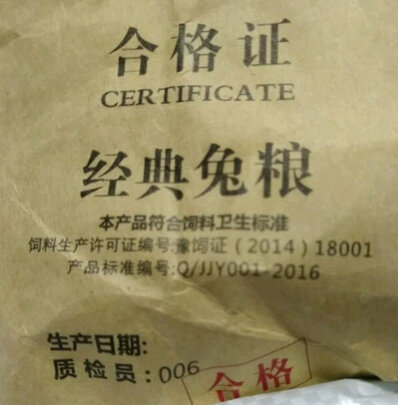 合格证
CERTIFICATE
经典兔粮
本产品符合饲料卫生标准
饲料生产许可证编号:豫饲证（2014）18001
产品标准编号:Q/JJY001-2016
生产日期:
质检员:006
合格